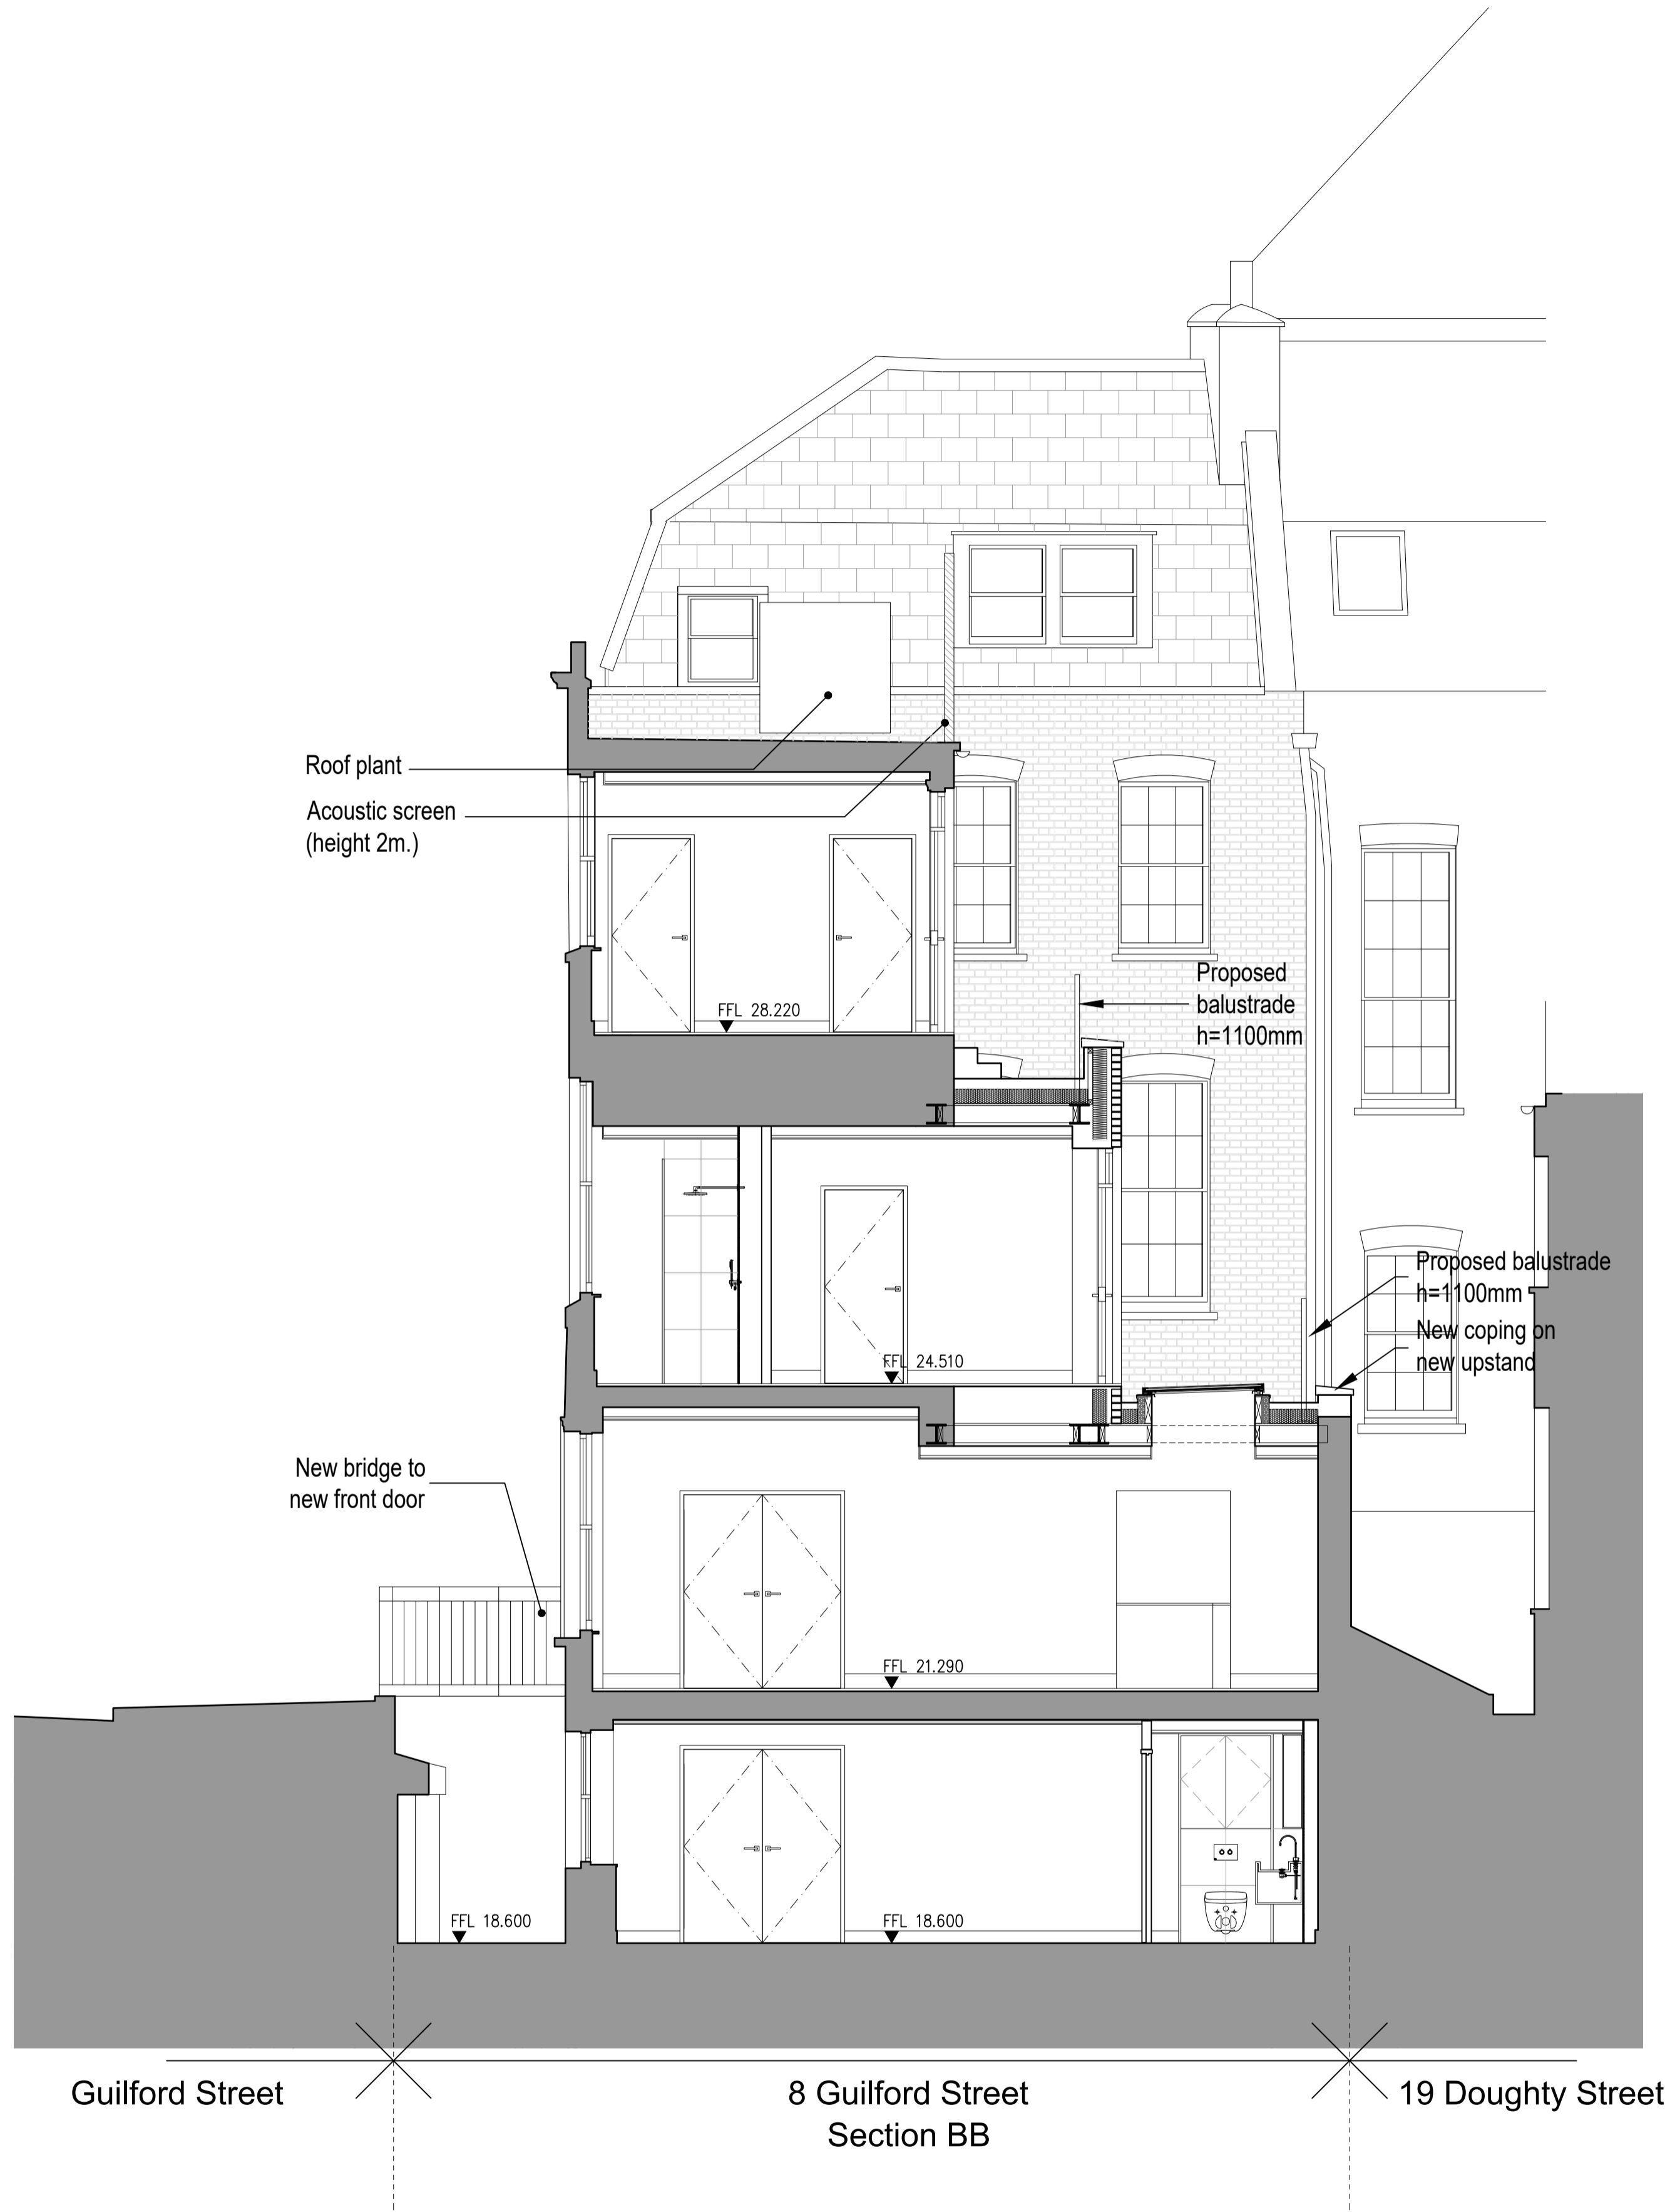 Roof plant
Acoustic screen
(height 2m.)
Proposed
balustrade
h=1100mm
FFL 28.220
Proposed balustrade
h=1100mm
New coping on
new upstand
FFL 24.510
New bridge to
new front door
FFL 21.290
FFL 18.600
FFL 18.600
Guilford Street
8 Guilford Street
19 Doughty Street
Section BB